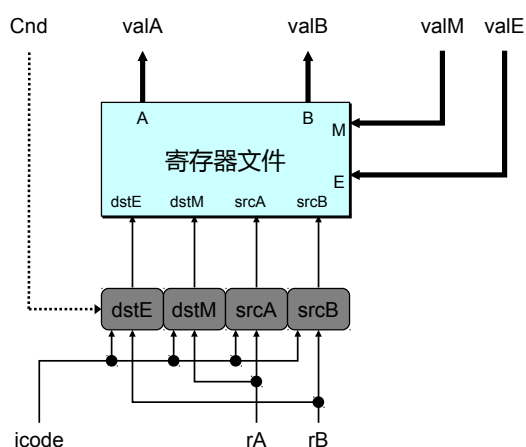 Cnd valA valB valM valE
A B
M
寄存器文件
E
dstE dstM srcA srcB
dstE dstM srcA srcB
icode rA rB